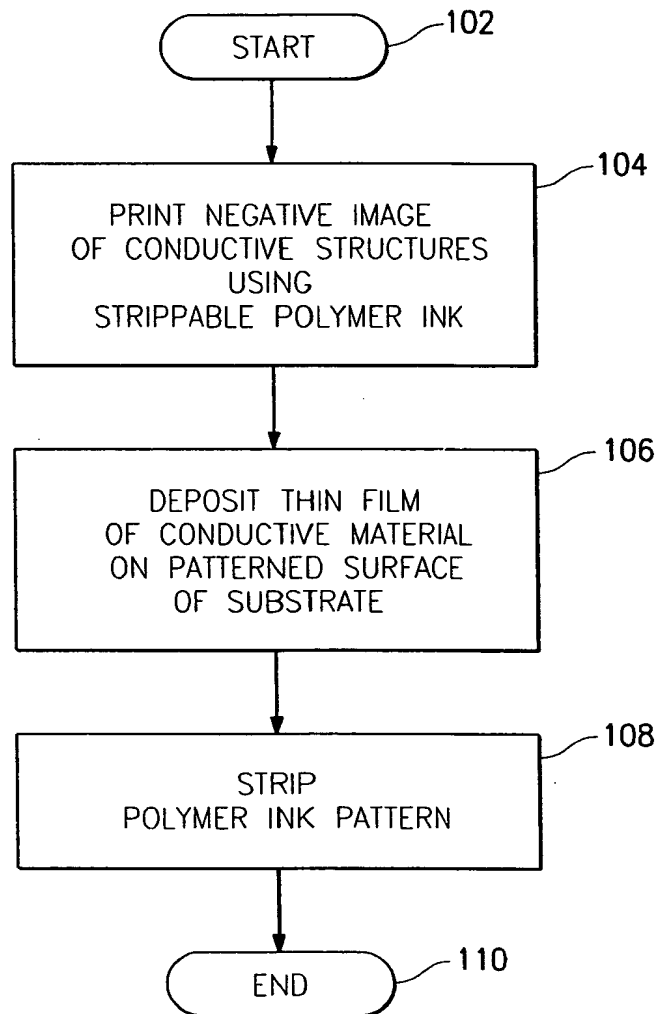 102
START
104
PRINT NEGATIVE IMAGE
OF CONDUCTIVE STRUCTURES
USING
STRIPPABLE POLYMER INK
106
DEPOSIT THIN FILM
OF CONDUCTIVE MATERIAL
ON PATTERNED SURFACE
OF SUBSTRATE
108
STRIP
POLYMER INK PATTERN
110
END